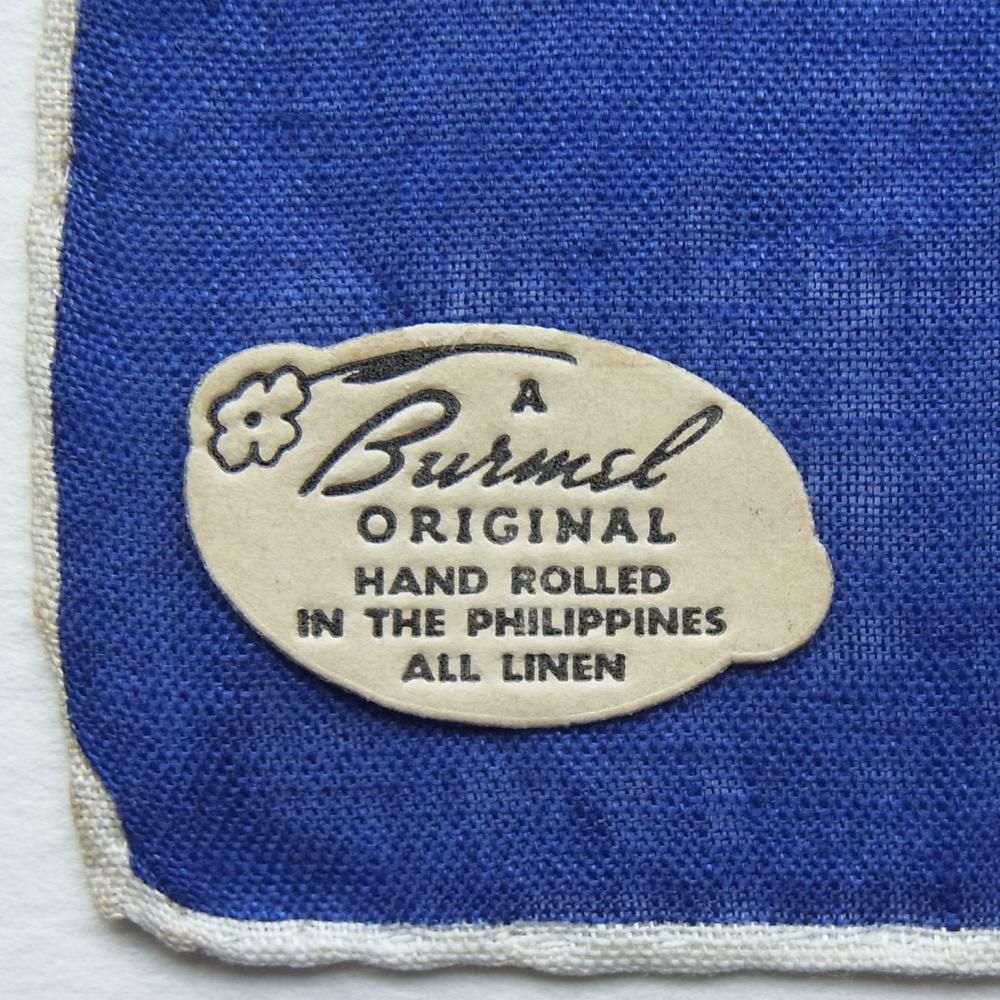 A
Burmel
ORIGINAL
HAND ROLLED
IN THE PHILIPPINES
ALL LINEN